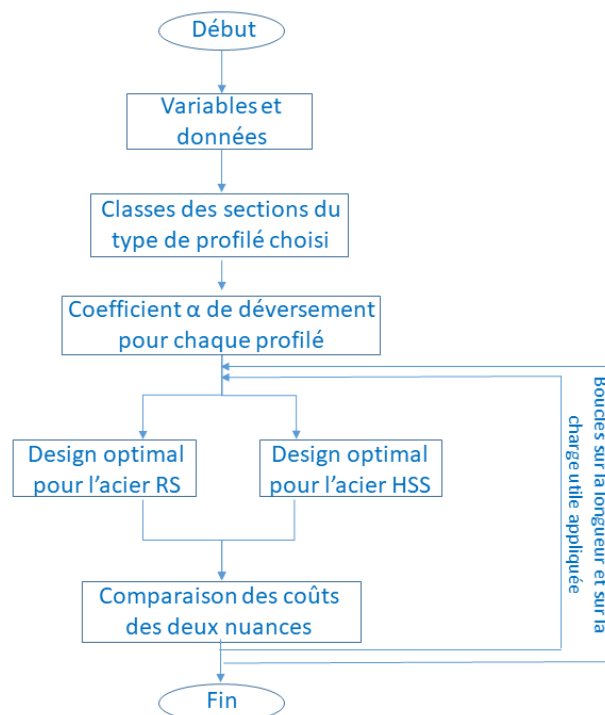 Début
Variables et
données
Classes des sections du
type de profilé choisi
Coefficient α de déversement
pour chaque profilé
Design optimal
pour l'acier RS
Design optimal
pour l'acier HSS
Boucles sur la longueur et sur la
charge utile appliquée
Comparaison des coûts
des deux nuances
Fin